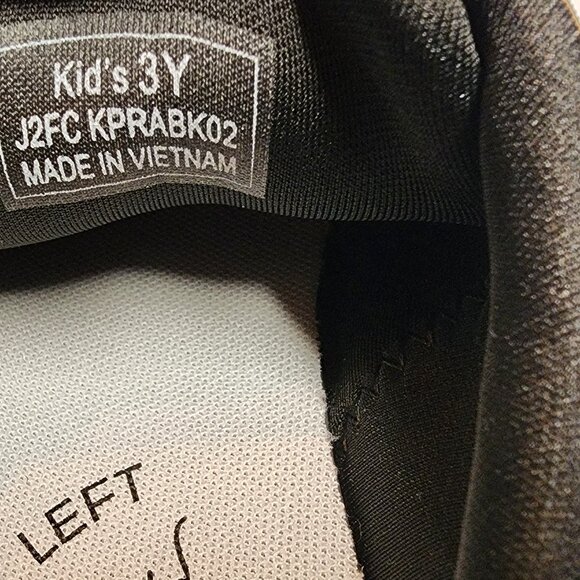 Kid's 3Y
J2FC KPRABK02
MADE IN VIETNAM
LEFT